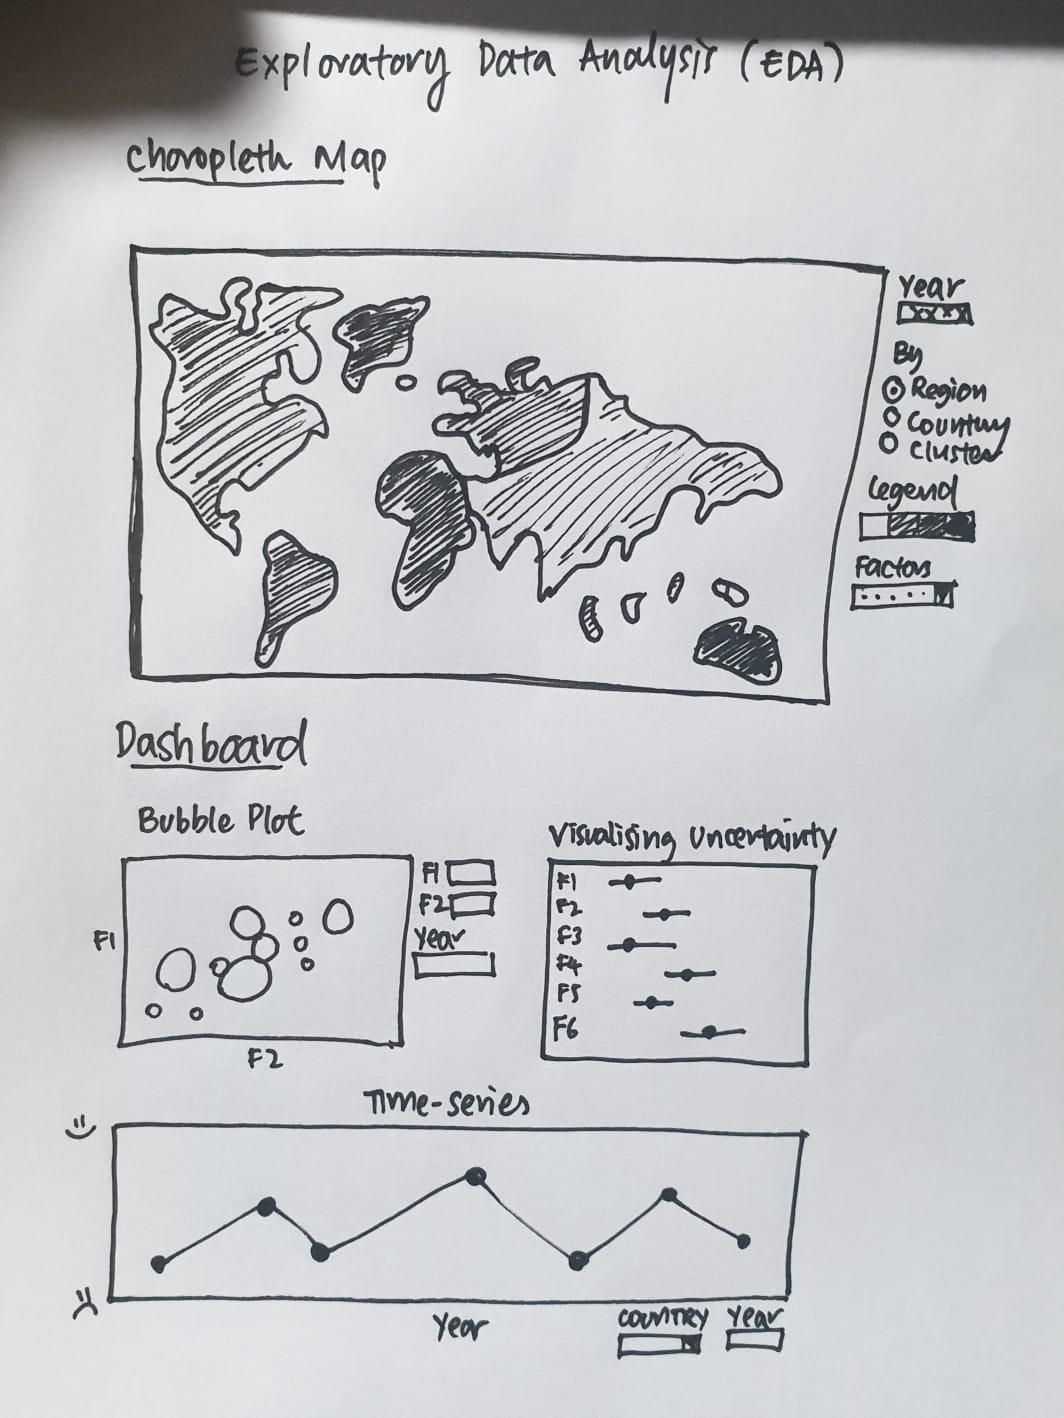 Exploratory Data Analysis (EDA)
Choropleth Map
Year
xxxx
By
Region
Country
Cluster
Legend
Factors
Dashboard
Bubble Plot
F1
F2
F1
F2
Year
Visualising Uncertainty
F1
F2
F3
F4
F5
F6
Time-series
Year
Country Year